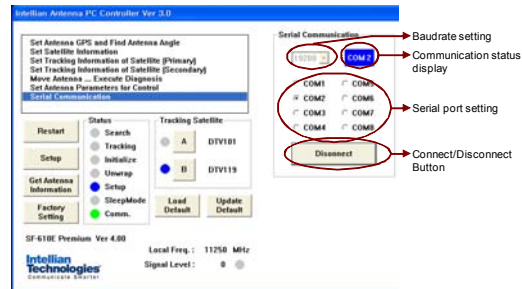 Intellian Antenna PC Controller Ver 3.0
Set Antenna GPS and Find Antenna Angle
Set Satellite Information
Set Tracking Information of Satellite (Primary)
Set Tracking Information of Satellite (Secondary)
Move Antenna ... Execute Diagnosis
Set Antenna Parameters for Control
Serial Communication
Restart
Setup
Get Antenna Information
Factory Setting
Status
Search
Tracking
Initialize
Unwrap
Setup
SleepMode
Comm.
Tracking Satellite
A DTV101
B DTV119
Load Default
Update Default
SF-610E Premium Ver 4.00
Intellian Technologies
Communicate Smarter
Local Freq. : 11250 MHz
Signal Level : 0
Serial Communication
19200
COM 2
COM1 COM5
COM2 COM6
COM3 COM7
COM4 COM8
Disconnect
Baudrate setting
Communication status
display
Serial port setting
Connect/Disconnect
Button